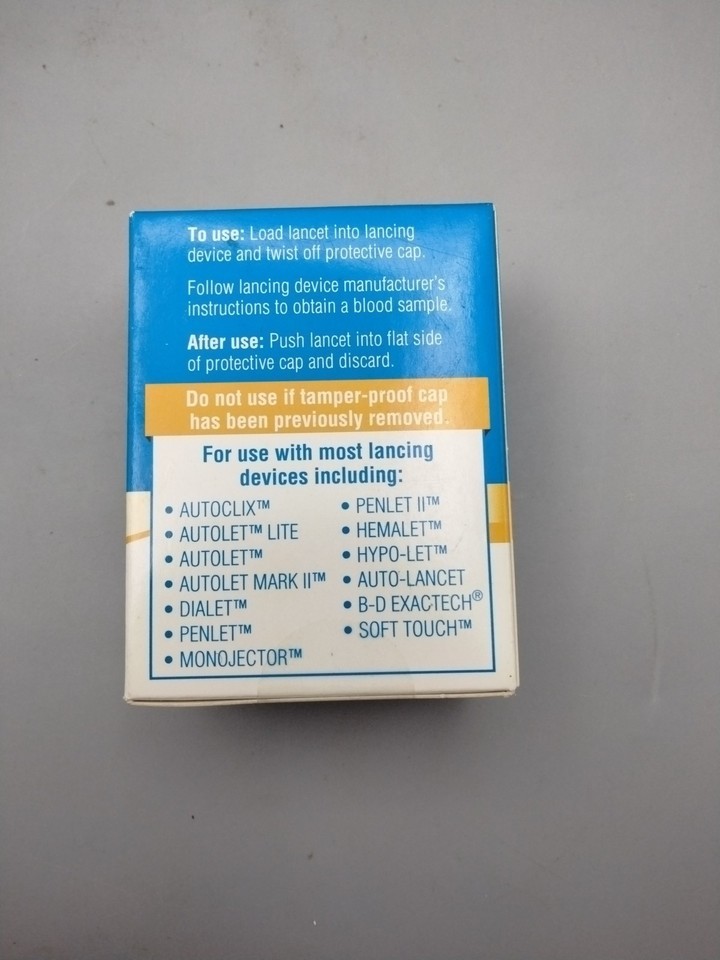 To use: Load lancet into lancing
device and twist off protective cap.
Follow lancing device manufacturer's
instructions to obtain a blood sample.
After use: Push lancet into flat side
of protective cap and discard.
Do not use if tamper-proof cap
has been previously removed.
For use with most lancing
devices including:
• AUTOCLIX™
• AUTOLET™ LITE
• AUTOLET™
• AUTOLET MARK II™
• DIALET™
• PENLET™
• MONOJECTOR™
• PENLET II™
• HEMALET™
• HYPO-LET™
• AUTO-LANCET
• B-D EXACTECH®
• SOFT TOUCH™